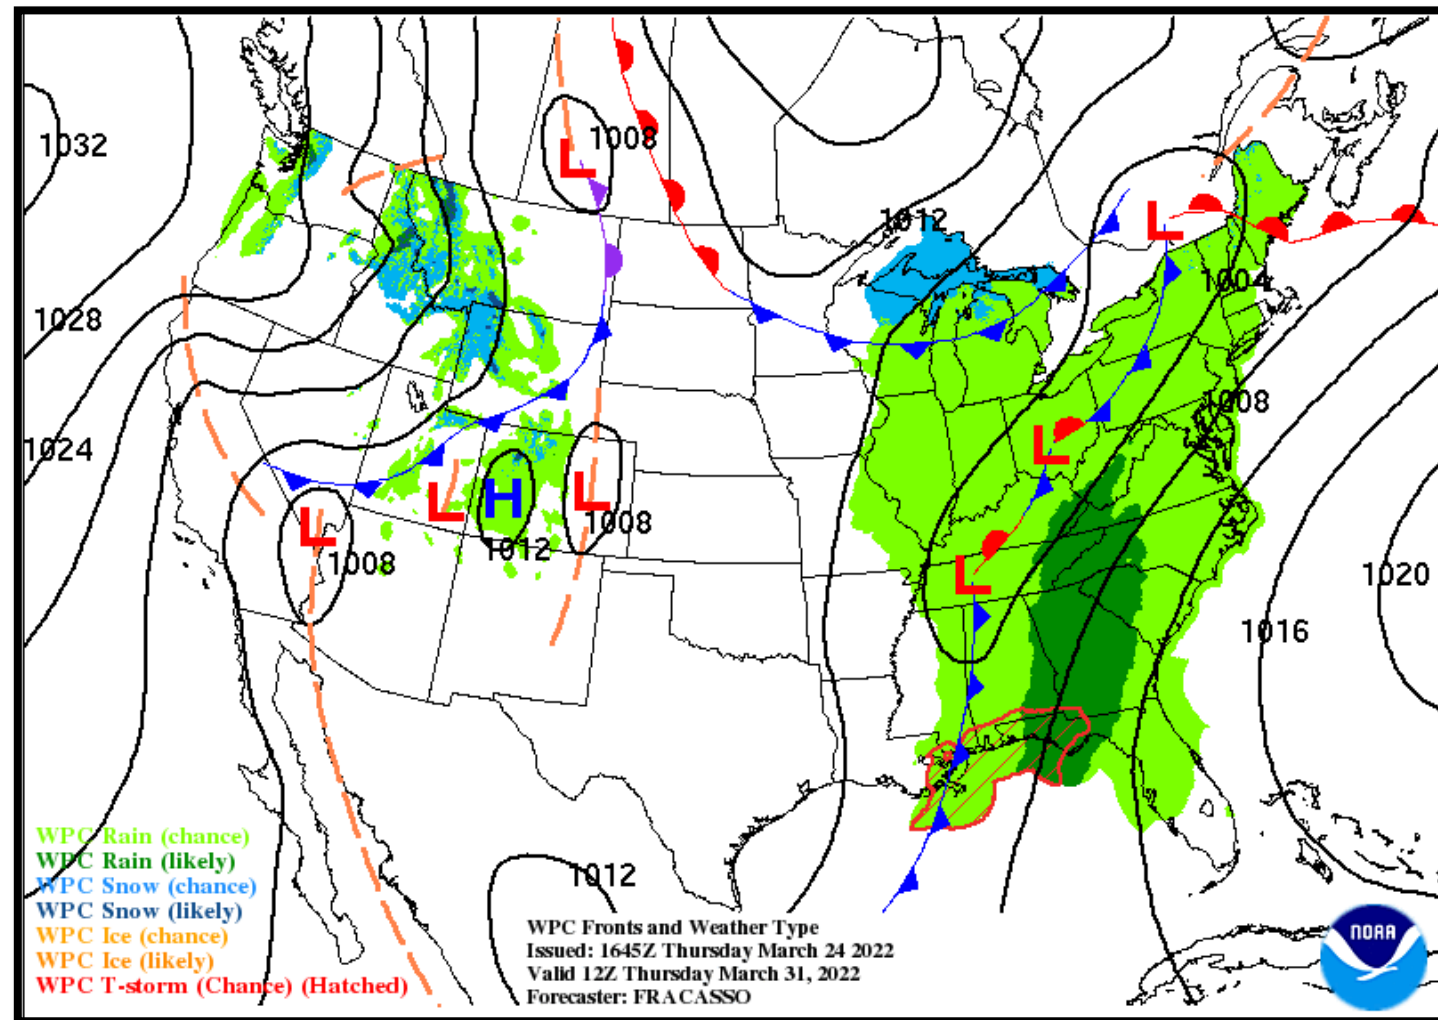 1032
1008
1012
1004
1028
1008
1024
1008
1012
1008
1020
1016
1012
L
L
L
L
L
L
L
H
WPC Rain (chance)
WPC Rain (likely)
WPC Snow (chance)
WPC Snow (likely)
WPC Ice (chance)
WPC Ice (likely)
WPC T-storm (Chance) (Hatched)
WPC Fronts and Weather Type
Issued: 1645Z Thursday March 24 2022
Valid 12Z Thursday March 31, 2022
Forecaster: FRACASSO
NOAA